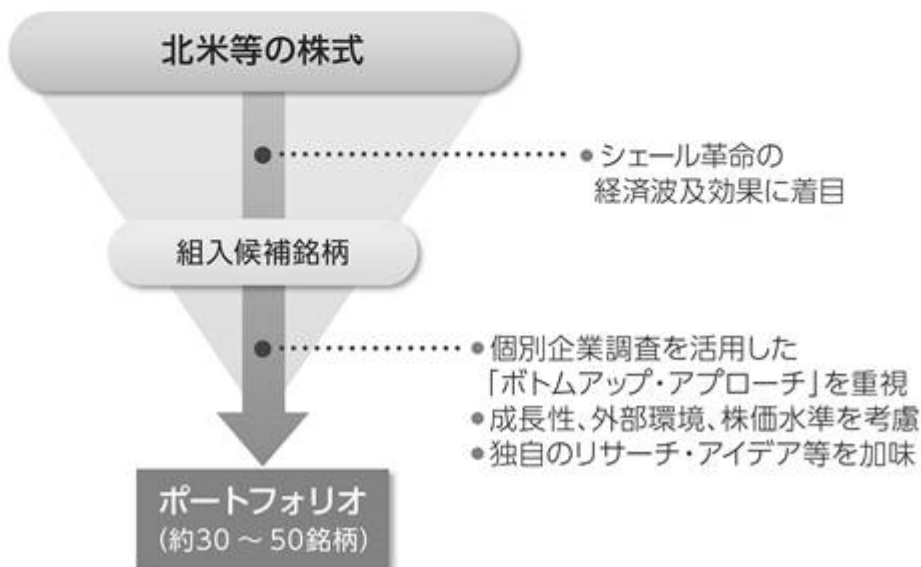 北米等の株式
● シェール革命の
経済波及効果に着目
組入候補銘柄
● 個別企業調査を活用した
「ボトムアップ・アプローチ」を重視
● 成長性、外部環境、株価水準を考慮
● 独自のリサーチ・アイデア等を加味
ポートフォリオ
(約30 ～ 50銘柄)